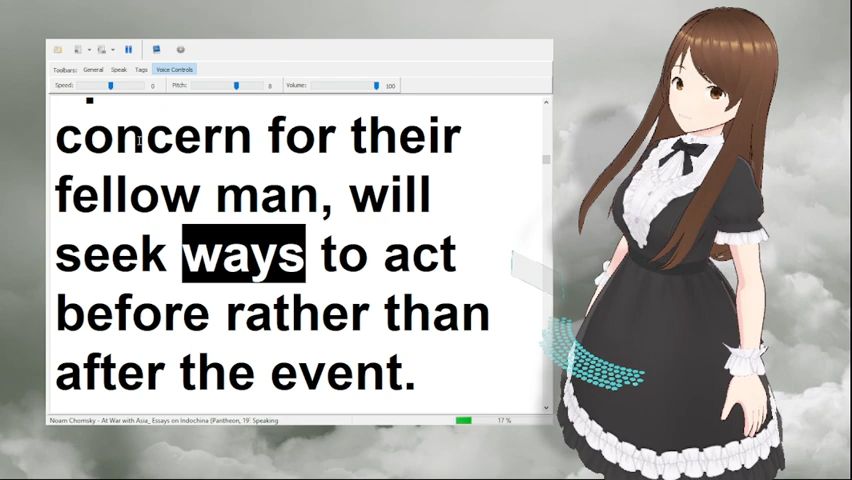 Toolbars: General Speak Tags Voice Controls
Speed: 0 Pitch: 8 Volume: 100
concern for their
fellow man, will
seek ways to act
before rather than
after the event.
Noam Chomsky - At War with Asia_ Essays on Indochina (Pantheon, 19 Speaking 17 %